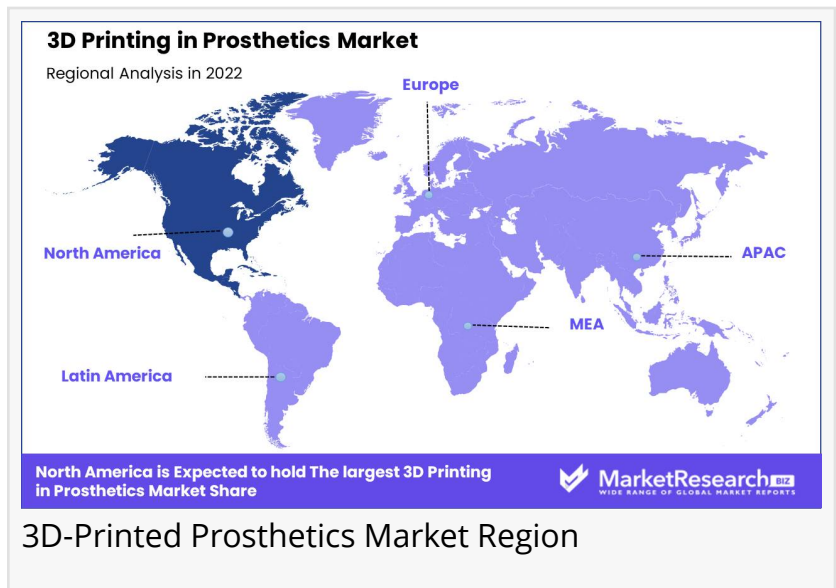 3D Printing in Prosthetics Market
Regional Analysis in 2022
Europe
North America
APAC
MEA
Latin America
North America is Expected to hold The largest 3D Printing
in Prosthetics Market Share
MarketResearch BIZ
WIDE RANGE OF GLOBAL MARKET REPORTS
3D-Printed Prosthetics Market Region